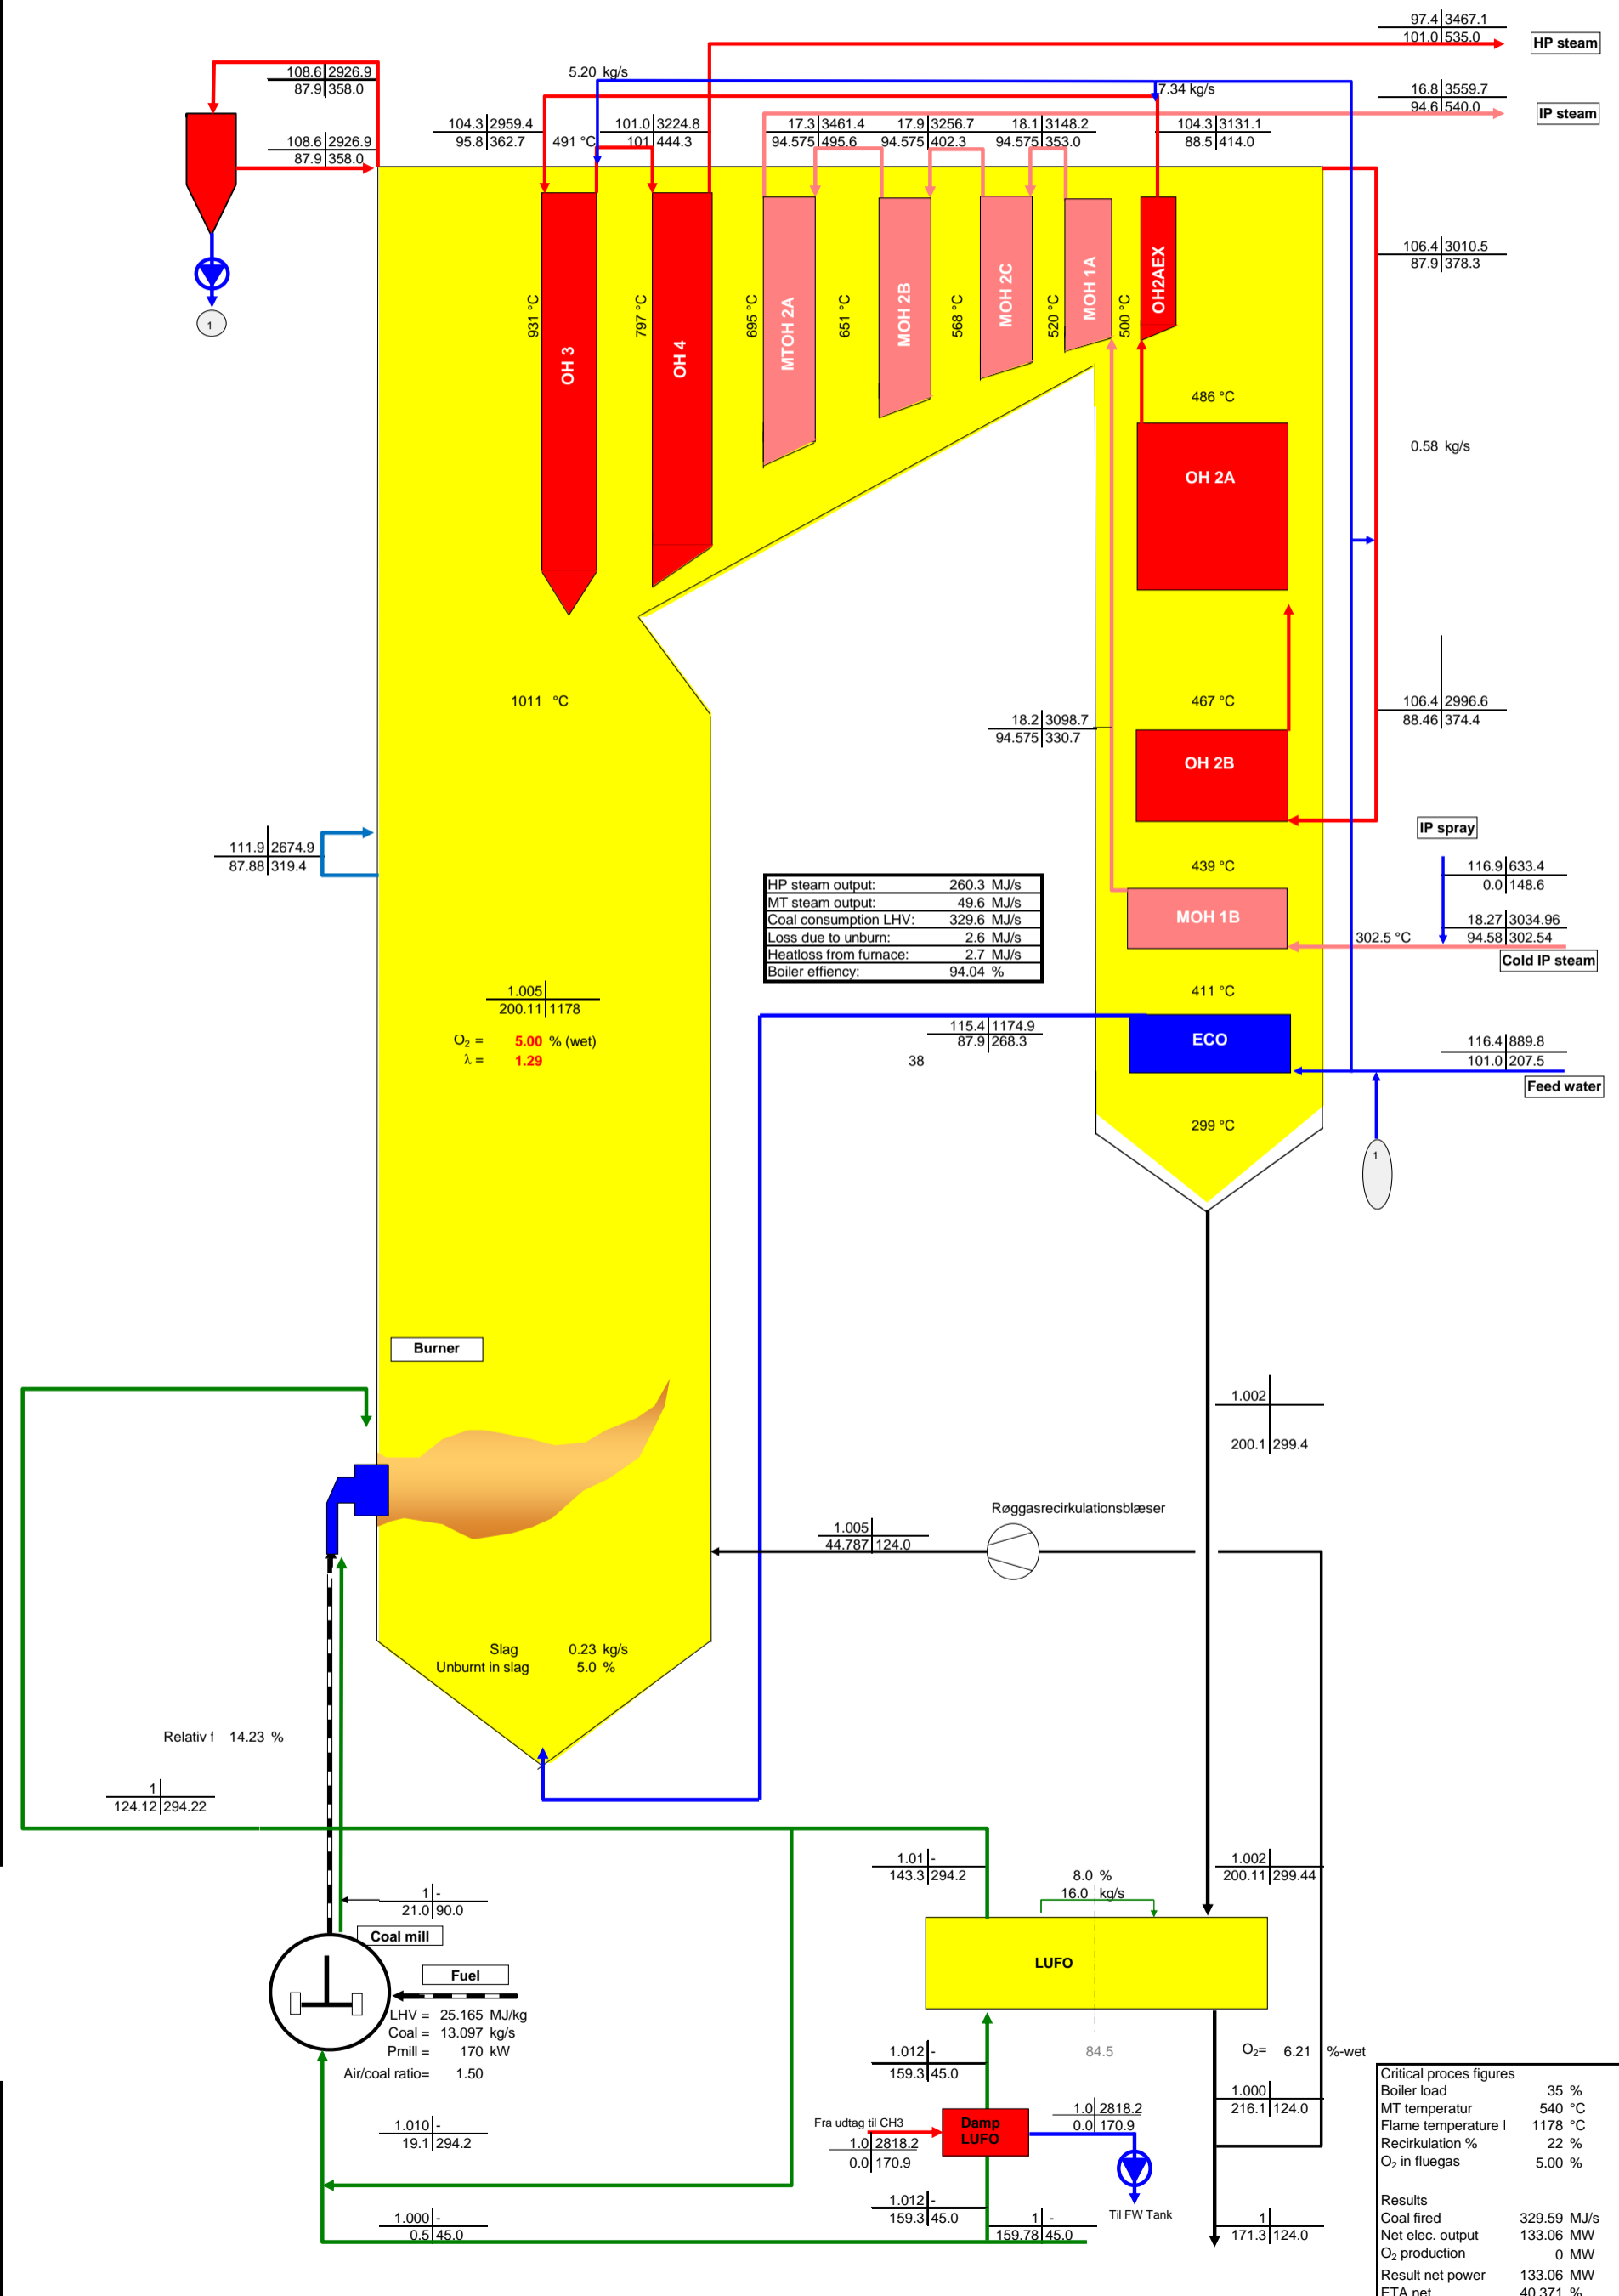 97.4 3467.1
101.0 535.0
HP steam
108.6 2926.9
87.9 358.0
5.20 kg/s
7.34 kg/s
16.8 3559.7
94.6 540.0
IP steam
104.3 2959.4
95.8 362.7
491 °C
101.0 3224.8
101 444.3
17.3 3461.4
94.575 495.6
17.9 3256.7
94.575 402.3
18.1 3148.2
94.575 353.0
104.3 3131.1
88.5 414.0
108.6 2926.9
87.9 358.0
106.4 3010.5
87.9 378.3
1
931 °C
OH 3
797 °C
OH 4
695 °C
MTOH 2A
651 °C
MOH 2B
568 °C
MOH 2C
520 °C
MOH 1A
500 °C
OH2AEX
486 °C
0.58 kg/s
OH 2A
1011 °C
467 °C
106.4 2996.6
88.46 374.4
18.2 3098.7
94.575 330.7
OH 2B
IP spray
111.9 2674.9
87.88 319.4
439 °C
116.9 633.4
0.0 148.6
HP steam output: 260.3 MJ/s
MT steam output: 49.6 MJ/s
Coal consumption LHV: 329.6 MJ/s
Loss due to unburn: 2.6 MJ/s
Heatloss from furnace: 2.7 MJ/s
Boiler effiency: 94.04 %
MOH 1B
18.27 3034.96
302.5 °C
94.58 302.54
Cold IP steam
1.005
200.11 1178
411 °C
O2 = 5.00 % (wet)
λ = 1.29
115.4 1174.9
87.9 268.3
38
ECO
116.4 889.8
101.0 207.5
Feed water
299 °C
1
Burner
1.002
200.1 299.4
Røggasrecirkulationsblæser
1.005
44.787 124.0
Slag 0.23 kg/s
Unburnt in slag 5.0 %
Relativ f 14.23 %
1
124.12 294.22
1.01 -
143.3 294.2
8.0 %
16.0 kg/s
1.002
200.11 299.44
1 -
21.0 90.0
Coal mill
LUFO
Fuel
LHV = 25.165 MJ/kg
Coal = 13.097 kg/s
Pmill = 170 kW
Air/coal ratio= 1.50
1.012 -
159.3 45.0
84.5
O2= 6.21 %-wet
1.000
216.1 124.0
1.010 -
19.1 294.2
Fra udtag til CH3
1.0 2818.2
0.0 170.9
Damp
LUFO
1.0 2818.2
0.0 170.9
Til FW Tank
1.012 -
159.3 45.0
1.000 -
0.5 45.0
1 -
159.78 45.0
1
171.3 124.0
Critical proces figures
Boiler load 35 %
MT temperatur 540 °C
Flame temperature 1178 °C
Recirkulation % 22 %
O2 in fluegas 5.00 %
Results
Coal fired 329.59 MJ/s
Net elec. output 133.06 MW
O2 production 0 MW
Result net power 133.06 MW
ETA net 40.371 %